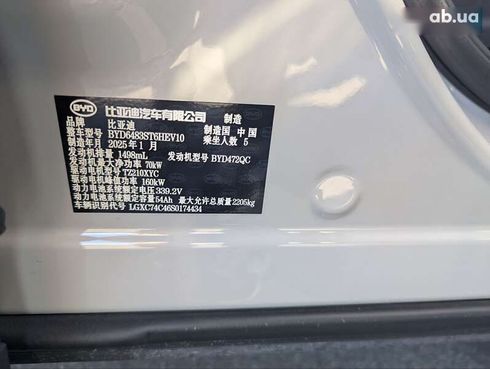 ab.ua
BYD 比亚迪汽车有限公司 制造
品牌 比亚迪 制造国 中国
整车型号 BYD6483ST6HEV10 乘坐人数 5
制造年月 2025年1月
发动机排量 1498mL 发动机型号 BYD472QC
发动机最大净功率 70kW
驱动电机型号 TZ210XYC
驱动电机峰值功率 160kW
动力电池系统额定电压 339.2V
动力电池系统额定容量 54Ah 最大允许总质量 2205kg
车辆识别代号 LGXC74C46S0174434